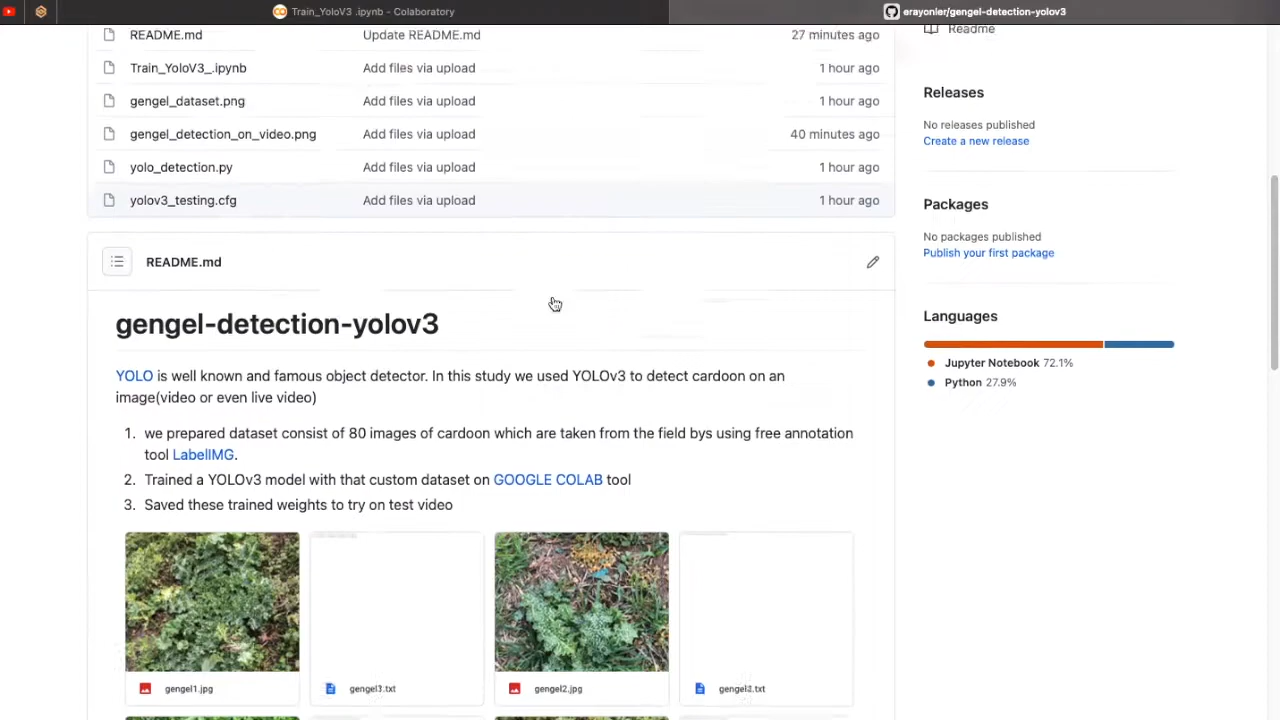 Train_YoloV3 .ipynb - Colaboratory
erayonler/gengel-detection-yolov3
README.md Update README.md 27 minutes ago
Readme
Train_YoloV3_.ipynb Add files via upload 1 hour ago
gengel_dataset.png Add files via upload 1 hour ago
gengel_detection_on_video.png Add files via upload 40 minutes ago
yolo_detection.py Add files via upload 1 hour ago
yolov3_testing.cfg Add files via upload 1 hour ago
README.md
gengel-detection-yolov3
YOLO is well known and famous object detector. In this study we used YOLOv3 to detect cardoon on an
image(video or even live video)
1. we prepared dataset consist of 80 images of cardoon which are taken from the field bys using free annotation
tool LabelIMG.
2. Trained a YOLOv3 model with that custom dataset on GOOGLE COLAB tool
3. Saved these trained weights to try on test video
gengel1.jpg
gengel3.txt
gengel2.jpg
gengel2.txt
Releases
No releases published
Create a new release
Packages
No packages published
Publish your first package
Languages
Jupyter Notebook 72.1%
Python 27.9%